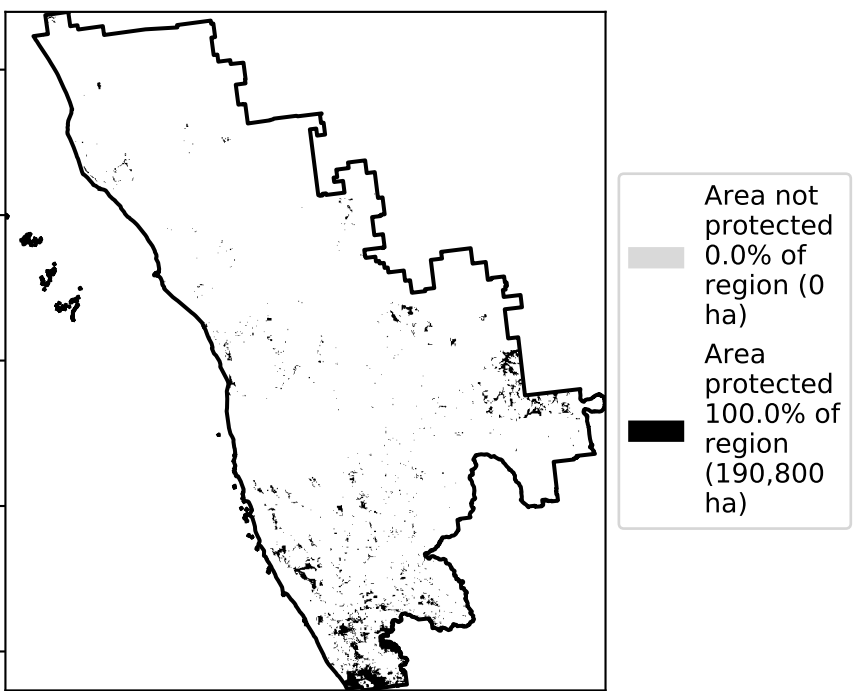 Area not
protected
0.0% of
region (0
ha)
Area
protected
100.0% of
region
(190,800
ha)